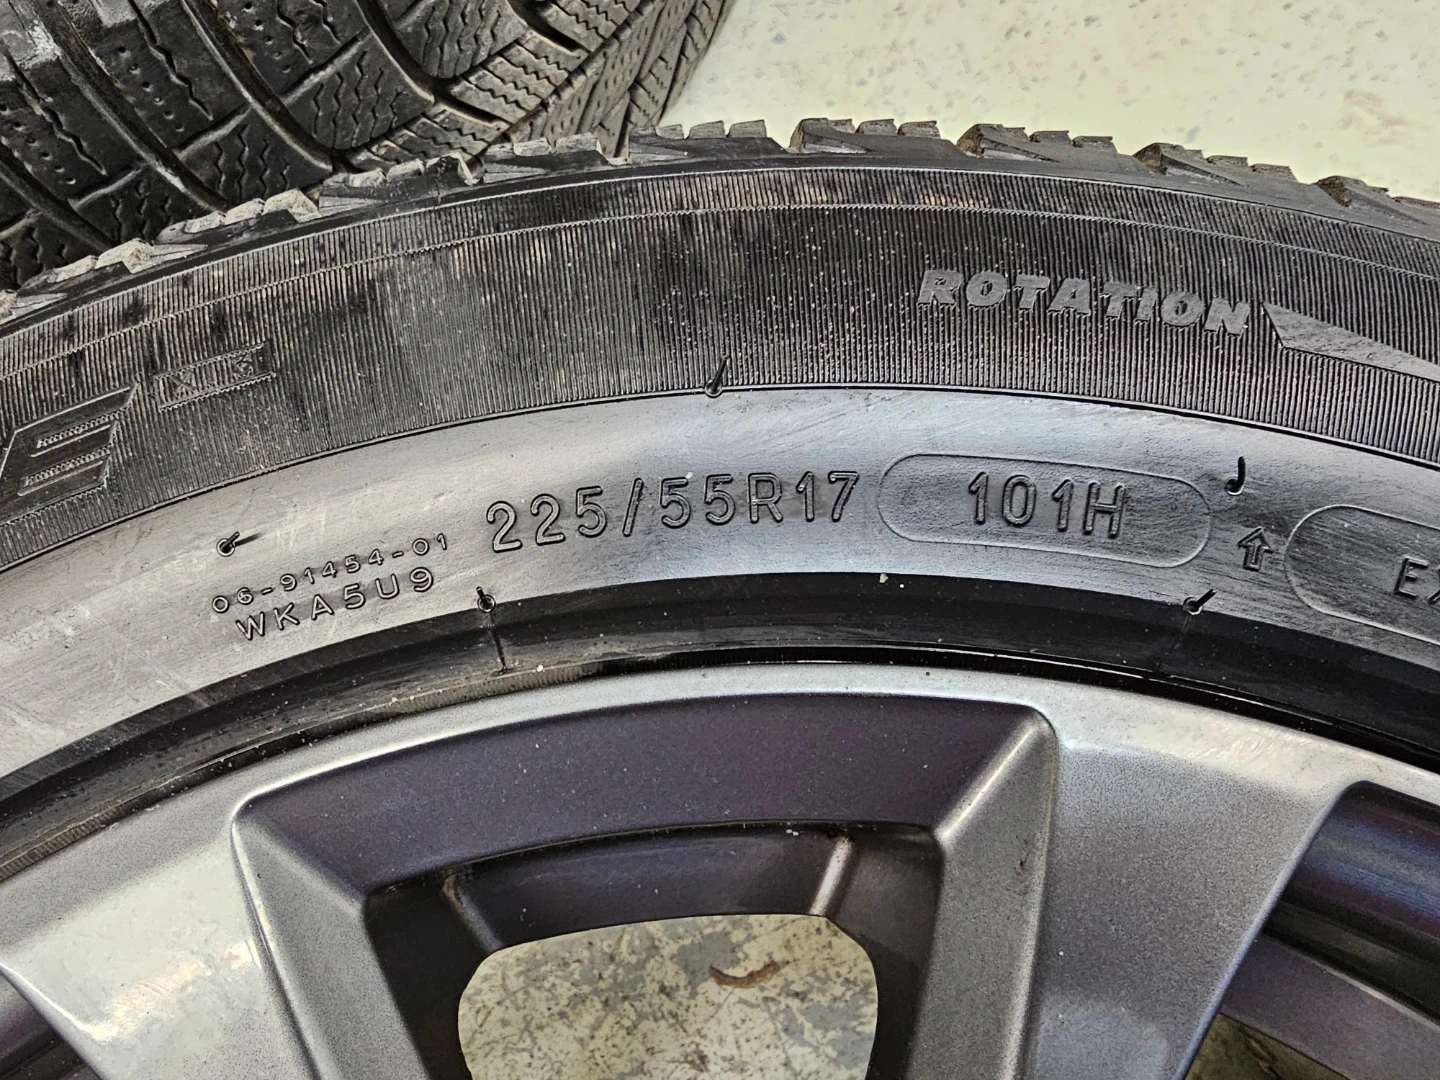 ROTATION
225/55R17 101H
06-91454-01
WKA5U9